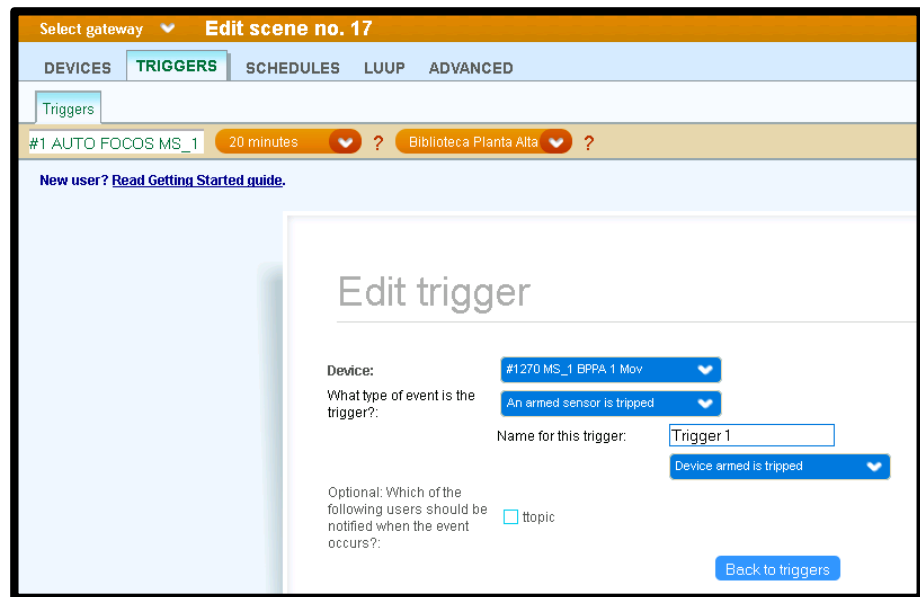 Select gateway Edit scene no. 17
DEVICES TRIGGERS SCHEDULES LUUP ADVANCED
Triggers
#1 AUTO FOCOS MS_1 20 minutes ? Biblioteca Planta Alta ?
New user? Read Getting Started guide.
Edit trigger
Device: #1270 MS_1 BPPA 1 Mov
What type of event is the
trigger?: An armed sensor is tripped
Name for this trigger: Trigger 1
Device armed is tripped
Optional: Which of the
following users should be
notified when the event
occurs?: ttopic
Back to triggers